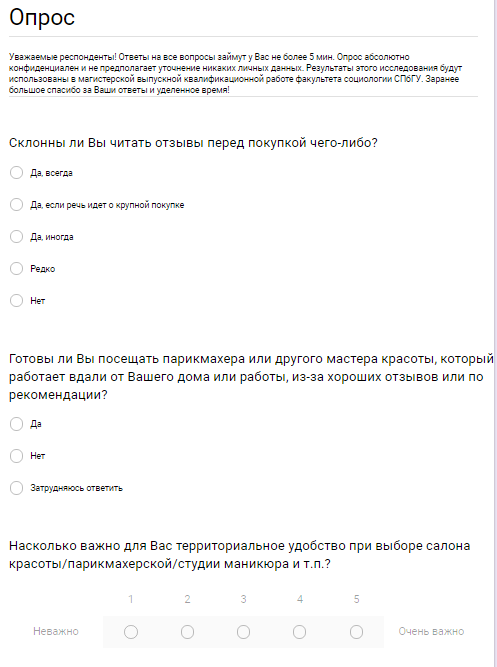 Опрос
Уважаемые респонденты! Ответы на все вопросы займут у Вас не более 5 мин. Опрос абсолютно
конфиденциален и не предполагает уточнение никаких личных данных. Результаты этого исследования будут
использованы в магистерской выпускной квалификационной работе факультета социологии СПбГУ. Заранее
большое спасибо за Ваши ответы и уделенное время!
Склонны ли Вы читать отзывы перед покупкой чего-либо?
Да, всегда
Да, если речь идет о крупной покупке
Да, иногда
Редко
Нет
Готовы ли Вы посещать парикмахера или другого мастера красоты, который
работает вдали от Вашего дома или работы, из-за хороших отзывов или по
рекомендации?
Да
Нет
Затрудняюсь ответить
Насколько важно для Вас территориальное удобство при выборе салона
красоты/парикмахерской/студии маникюра и т.п.?
1 2 3 4 5
Неважно Очень важно